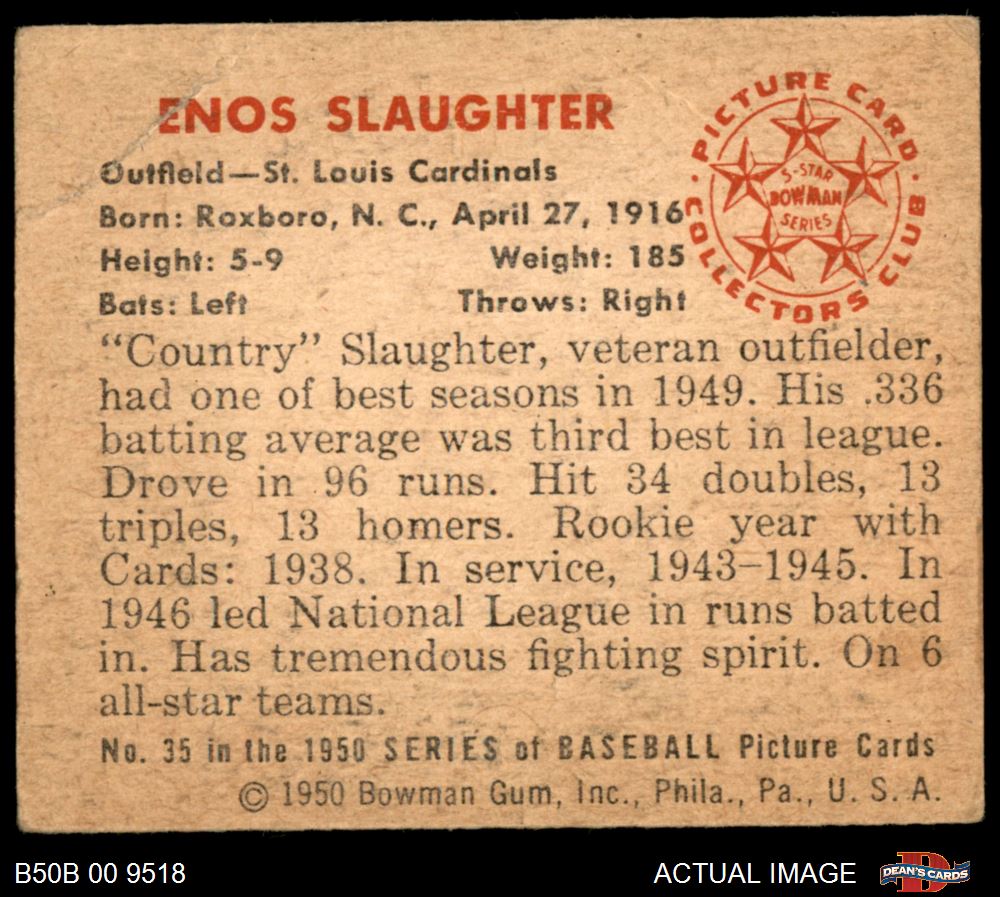 ENOS SLAUGHTER
Outfield—St. Louis Cardinals
Born: Roxboro, N. C., April 27, 1916
Height: 5-9 Weight: 185
Bats: Left Throws: Right
PICTURE CARD
COLLECTORS CLUB
5-STAR
BOWMAN
SERIES
“Country” Slaughter, veteran outfielder,
had one of best seasons in 1949. His .336
batting average was third best in league.
Drove in 96 runs. Hit 34 doubles, 13
triples, 13 homers. Rookie year with
Cards: 1938. In service, 1943–1945. In
1946 led National League in runs batted
in. Has tremendous fighting spirit. On 6
all-star teams.
No. 35 in the 1950 SERIES of BASEBALL Picture Cards
© 1950 Bowman Gum, Inc., Phila., Pa., U. S. A.
B50B 00 9518
ACTUAL IMAGE
D
DEAN'S CARDS